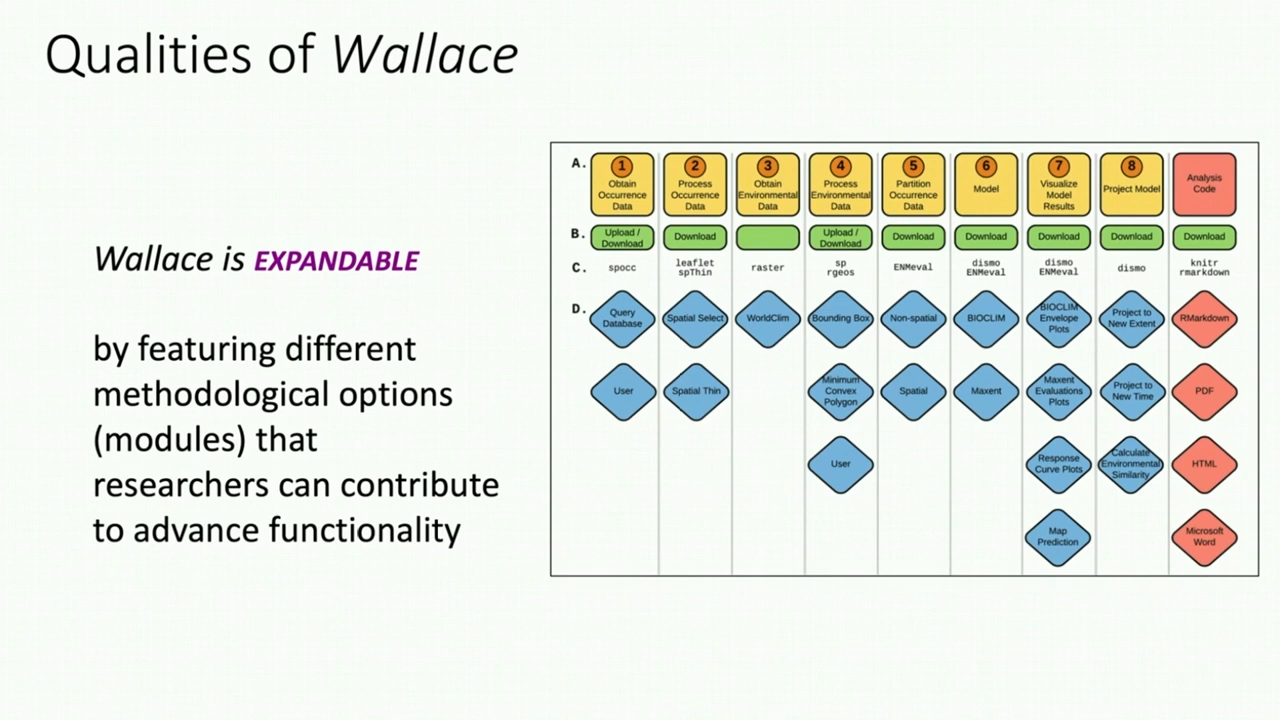 Qualities of Wallace
Wallace is EXPANDABLE
by featuring different
methodological options
(modules) that
researchers can contribute
to advance functionality
A.
1
Obtain
Occurrence
Data
2
Process
Occurrence
Data
3
Obtain
Environmental
Data
4
Process
Environmental
Data
5
Partition
Occurrence
Data
6
Model
7
Visualize
Model
Results
8
Project Model
Analysis
Code
B.
Upload /
Download
Download
Upload /
Download
Download
Download
Download
Download
Download
C.
spocc
leaflet
spThin
raster
sp
rgeos
ENMeval
dismo
ENMeval
dismo
ENMeval
dismo
knitr
rmarkdown
D.
Query
Database
Spatial Select
WorldClim
Bounding Box
Non-spatial
BIOCLIM
BIOCLIM
Envelope
Plots
Project to
New Extent
RMarkdown
User
Spatial Thin
Minimum
Convex
Polygon
Spatial
Maxent
Maxent
Evaluations
Plots
Project to
New Time
PDF
User
Response
Curve Plots
Calculate
Environmental
Similarity
HTML
Map
Prediction
Microsoft
Word